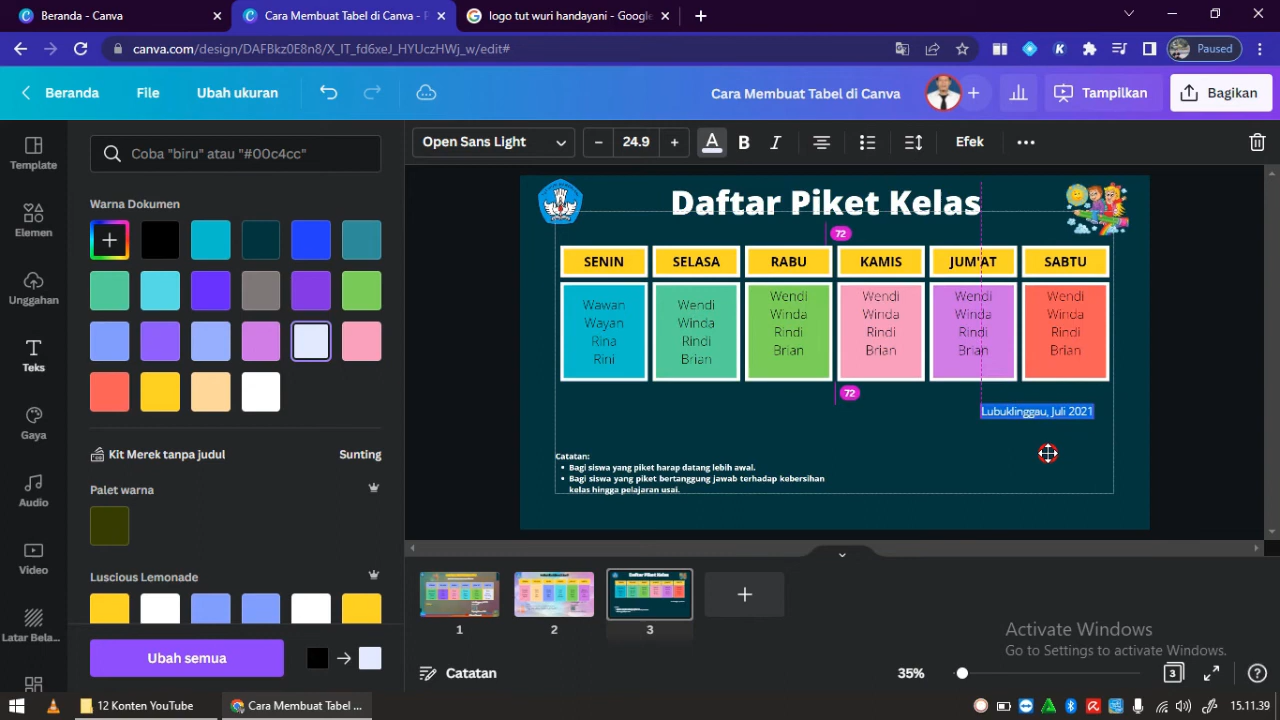 Beranda - Canva
Cara Membuat Tabel di Canva - P
logo tut wuri handayani - Google
canva.com/design/DAFBkz0E8n8/X_IT_fd6xeJ_HYUczHWj_w/edit#
Paused
Beranda
File
Ubah ukuran
Cara Membuat Tabel di Canva
Tampilkan
Bagikan
Template
Elemen
Unggahan
Teks
Gaya
Audio
Video
Latar Bela...
Coba "biru" atau "#00c4cc"
Warna Dokumen
Kit Merek tanpa judul
Sunting
Palet warna
Luscious Lemonade
Ubah semua
Open Sans Light
24.9
A
B
I
Efek
Daftar Piket Kelas
72
SENIN
SELASA
RABU
KAMIS
JUM'AT
SABTU
Wawan
Wayan
Rina
Rini
Wendi
Winda
Rindi
Brian
Wendi
Winda
Rindi
Brian
Wendi
Winda
Rindi
Brian
Wendi
Winda
Rindi
Brian
Wendi
Winda
Rindi
Brian
72
Lubuklinggau, Juli 2021
Catatan:
Bagi siswa yang piket harap datang lebih awal.
Bagi siswa yang piket bertanggung jawab terhadap kebersihan
kelas hingga pelajaran usai.
1
2
3
Activate Windows
Go to Settings to activate Windows.
Catatan
35%
3
12 Konten YouTube
Cara Membuat Tabel ...
15.11.39